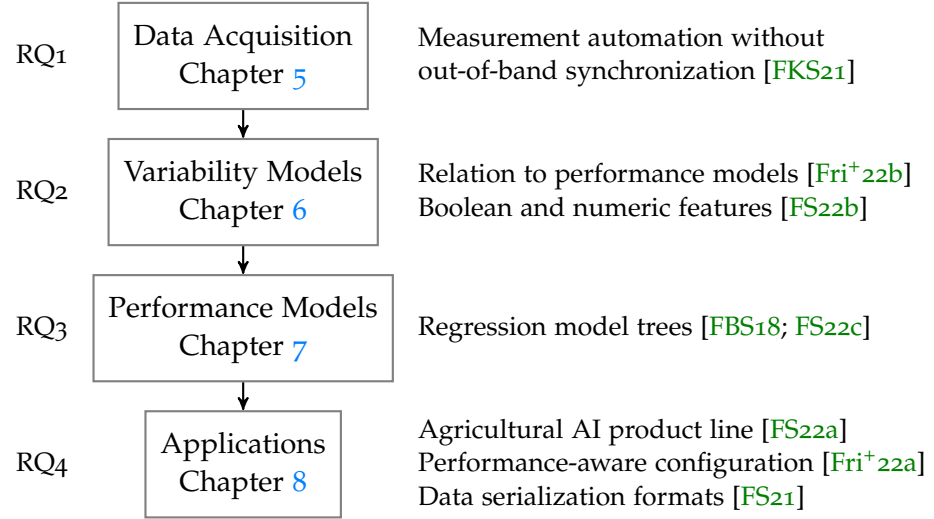 RQ1
Data Acquisition
Chapter 5
Measurement automation without
out-of-band synchronization [FKS21]
RQ2
Variability Models
Chapter 6
Relation to performance models [Fri+22b]
Boolean and numeric features [FS22b]
RQ3
Performance Models
Chapter 7
Regression model trees [FBS18; FS22c]
RQ4
Applications
Chapter 8
Agricultural AI product line [FS22a]
Performance-aware configuration [Fri+22a]
Data serialization formats [FS21]